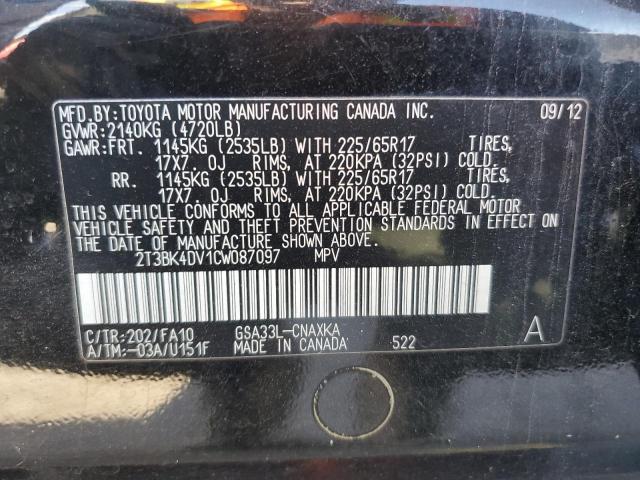 MFD.BY:TOYOTA MOTOR MANUFACTURING CANADA INC. 09/12
GVWR:2140KG (4720LB)
GAWR:FRT. 1145KG (2535LB) WITH 225/65R17 TIRES,
17X7. 0J RIMS, AT 220KPA (32PSI) COLD.
RR. 1145KG (2535LB) WITH 225/65R17 TIRES,
17X7. 0J RIMS, AT 220KPA (32PSI) COLD.
THIS VEHICLE CONFORMS TO ALL APPLICABLE FEDERAL MOTOR
VEHICLE SAFETY AND THEFT PREVENTION STANDARDS IN EFFECT ON
THE DATE OF MANUFACTURE SHOWN ABOVE.
2T3BK4DV1CW087097 MPV
C/TR:202/FA10 GSA33L-CNAXKA A
A/TM:-03A/U151F MADE IN CANADA 522